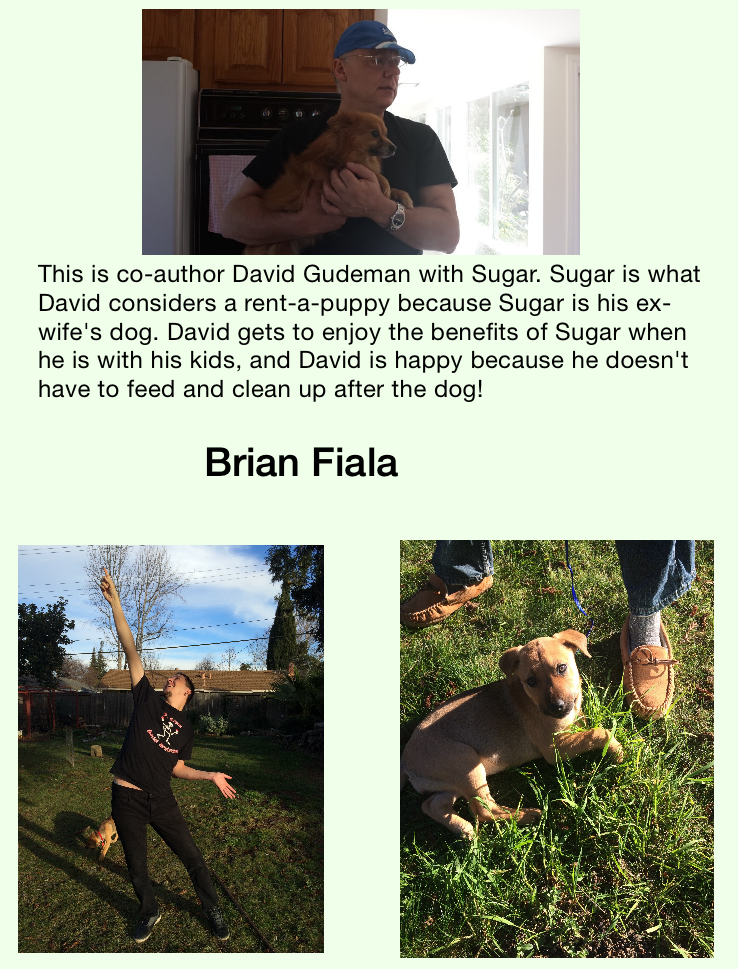 This is co-author David Gudeman with Sugar. Sugar is what
David considers a rent-a-puppy because Sugar is his ex-
wife's dog. David gets to enjoy the benefits of Sugar when
he is with his kids, and David is happy because he doesn't
have to feed and clean up after the dog!
Brian Fiala